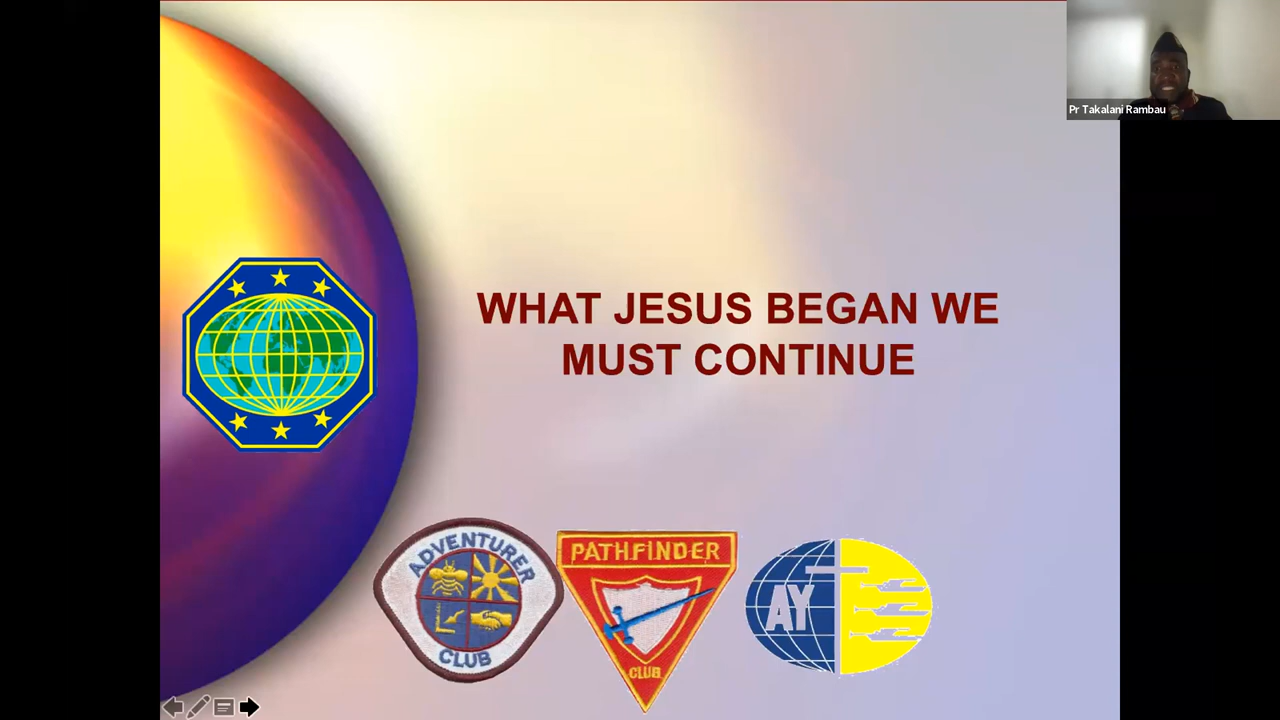 Pr Takalani Rambau
WHAT JESUS BEGAN WE
MUST CONTINUE
ADVENTURER
CLUB
PATHFINDER
CLUB
AY